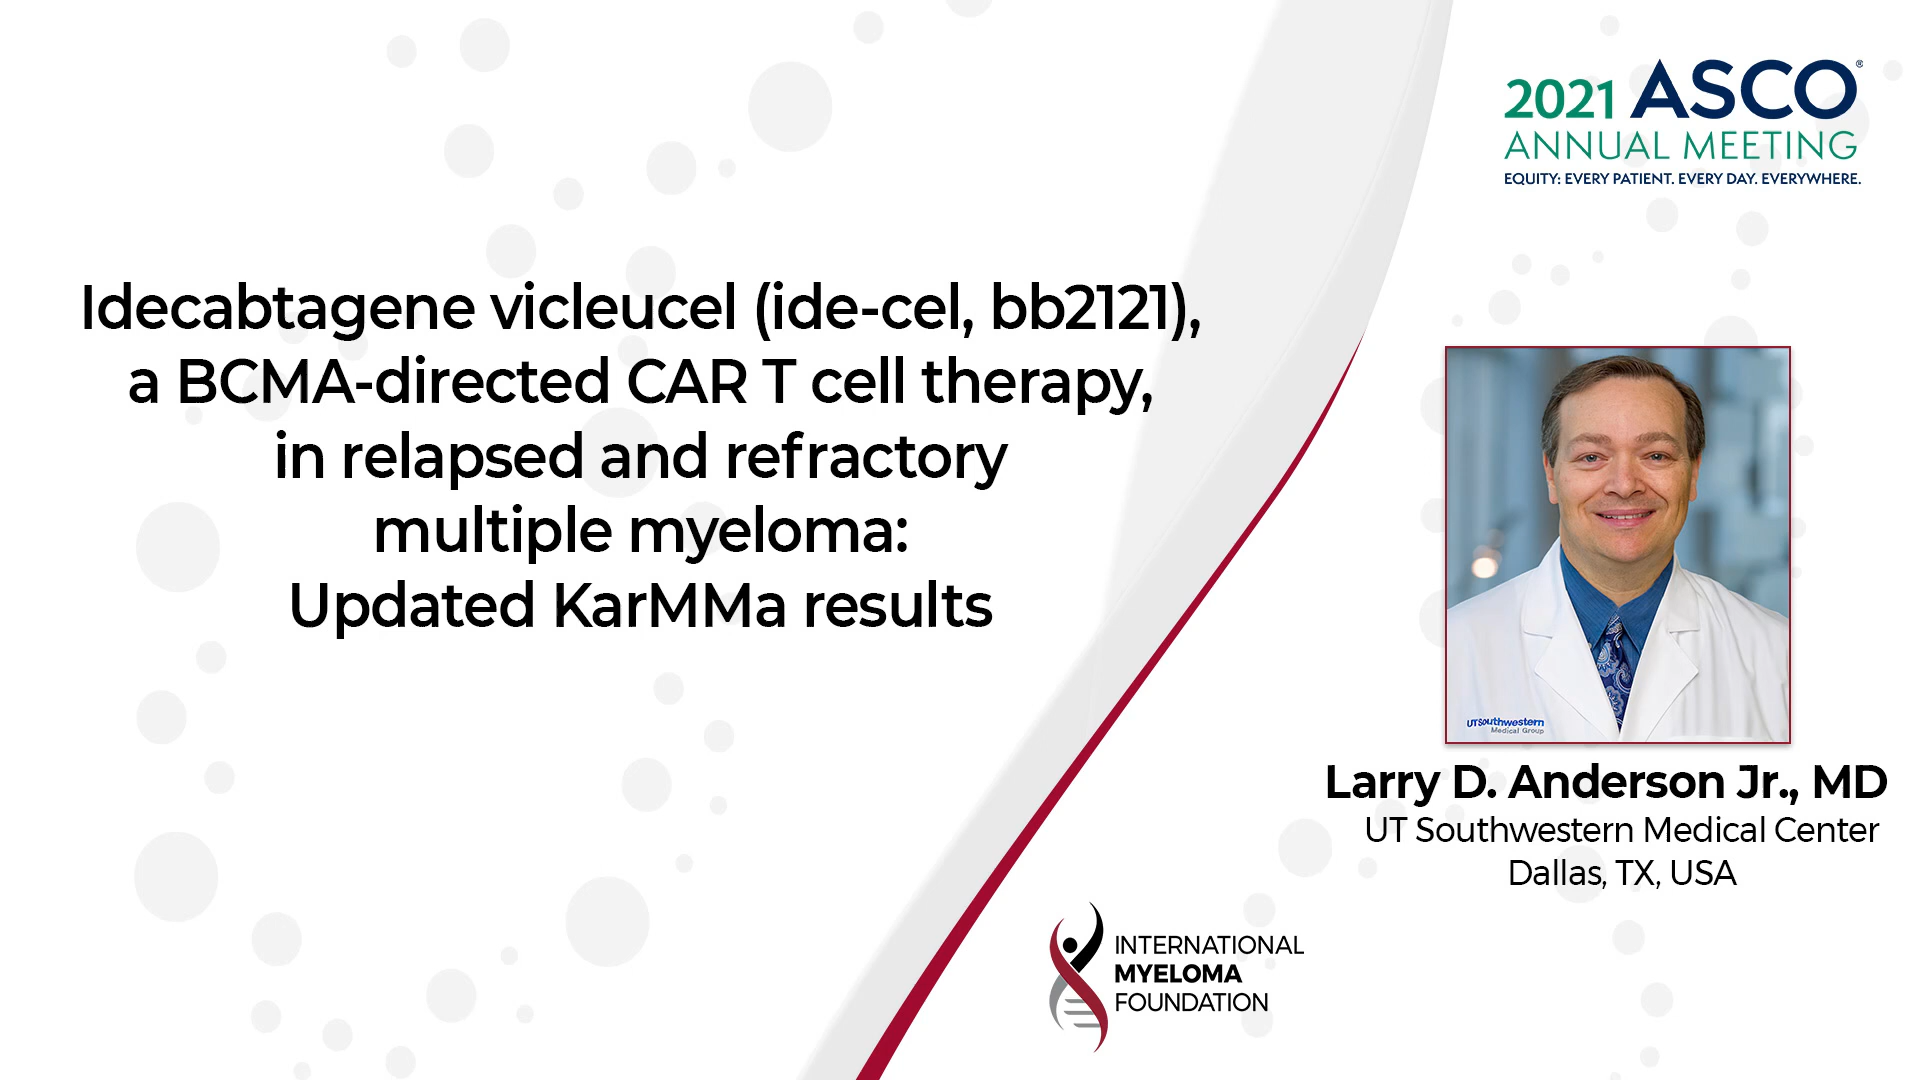 Idecabtagene vicleucel (ide-cel, bb2121),
a BCMA-directed CAR T cell therapy,
in relapsed and refractory
multiple myeloma:
Updated KarMMa results
2021 ASCO®
ANNUAL MEETING
EQUITY: EVERY PATIENT. EVERY DAY. EVERYWHERE.
UTSouthwestern
Medical Group
Larry D. Anderson Jr., MD
UT Southwestern Medical Center
Dallas, TX, USA
INTERNATIONAL
MYELOMA
FOUNDATION